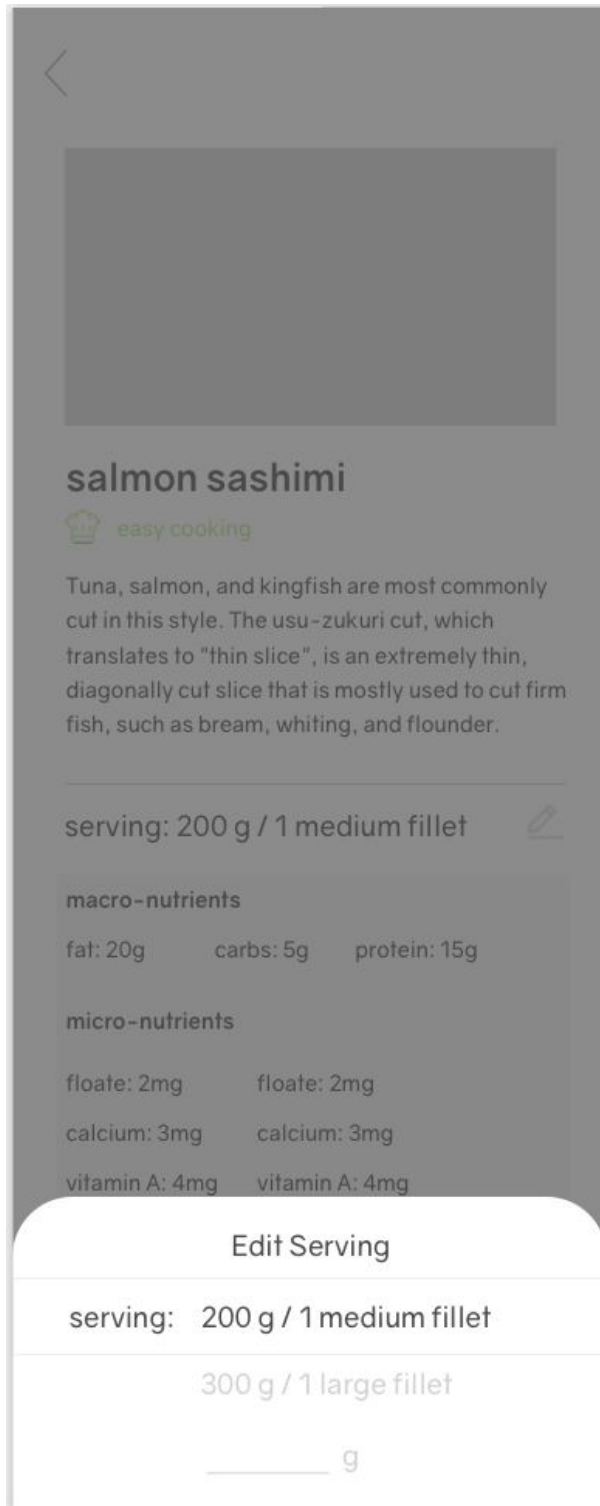 salmon sashimi
easy cooking
Tuna, salmon, and kingfish are most commonly
cut in this style. The usu-zukuri cut, which
translates to "thin slice", is an extremely thin,
diagonally cut slice that is mostly used to cut firm
fish, such as bream, whiting, and flounder.
serving: 200 g / 1 medium fillet
macro-nutrients
fat: 20g carbs: 5g protein: 15g
micro-nutrients
floate: 2mg floate: 2mg
calcium: 3mg calcium: 3mg
vitamin A: 4mg vitamin A: 4mg
Edit Serving
serving: 200 g / 1 medium fillet
300 g / 1 large fillet
______ g